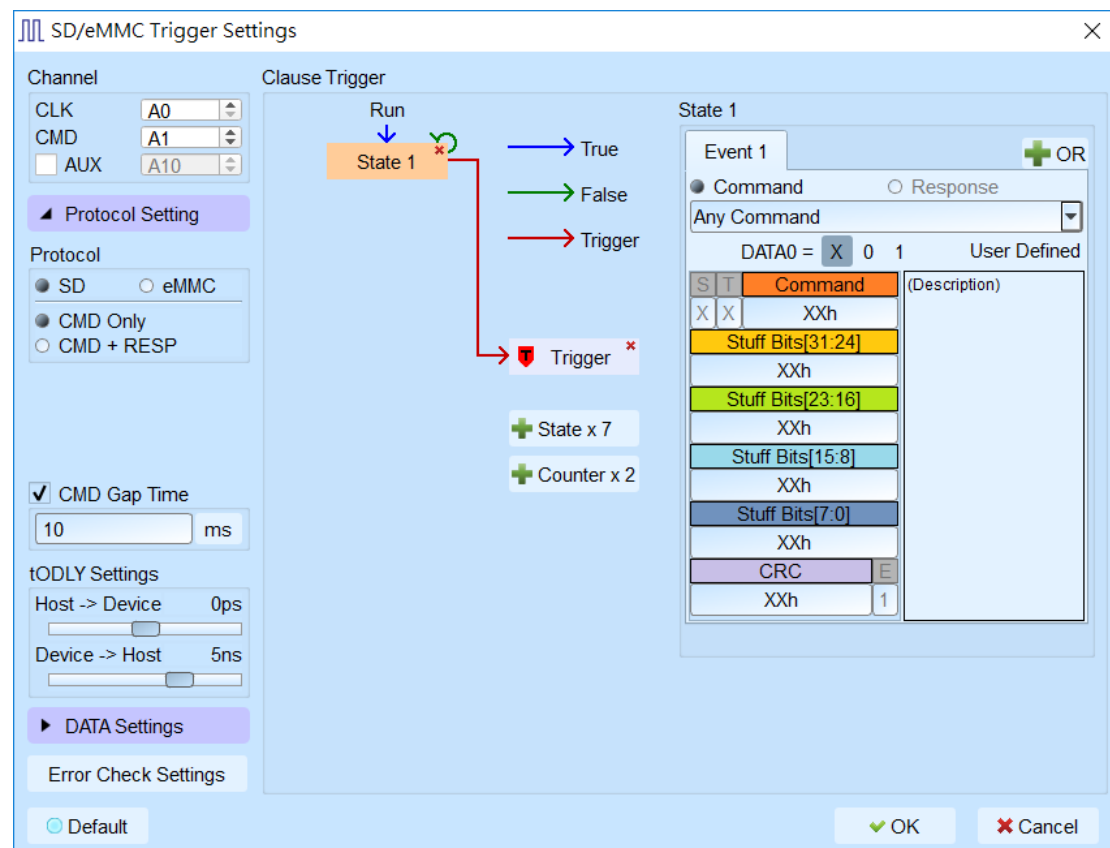 SD/eMMC Trigger Settings
Channel
CLK A0
CMD A1
AUX A10
Protocol Setting
Protocol
SD eMMC
CMD Only
CMD + RESP
CMD Gap Time
10 ms
tODLY Settings
Host -> Device 0ps
Device -> Host 5ns
DATA Settings
Error Check Settings
Default
Clause Trigger
Run
State 1
True
False
Trigger
T Trigger
State x 7
Counter x 2
State 1
Event 1
OR
Command Response
Any Command
DATA0 = X 0 1 User Defined
S T Command
X X XXh
Stuff Bits[31:24]
XXh
Stuff Bits[23:16]
XXh
Stuff Bits[15:8]
XXh
Stuff Bits[7:0]
XXh
CRC E
XXh 1
(Description)
OK
Cancel